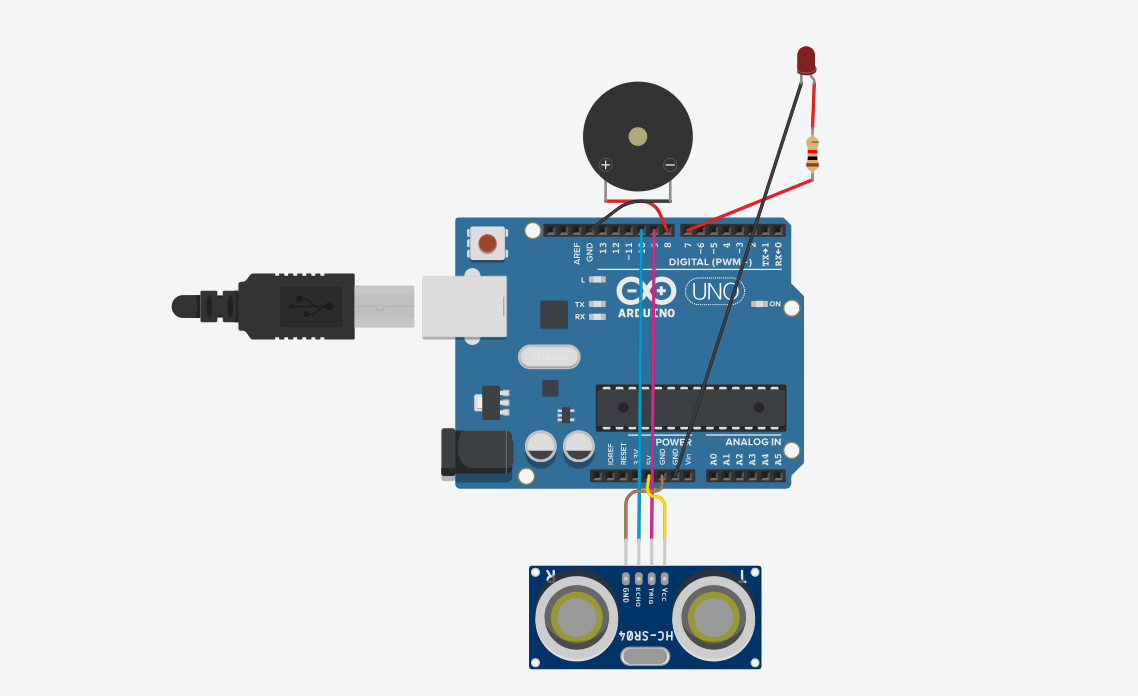 + −
AREF
GND
13
12
~11
8
7
~6
~5
4
~3
2
TX→1
RX←0
DIGITAL (PWM~)
L
TX
RX
UNO
ON
ARDUINO
POWER
ANALOG IN
IOREF
RESET
3.3V
5V
GND
GND
Vin
A0
A1
A2
A3
A4
A5
R
T
GND
ECHO
TRIG
VCC
HC-SR04